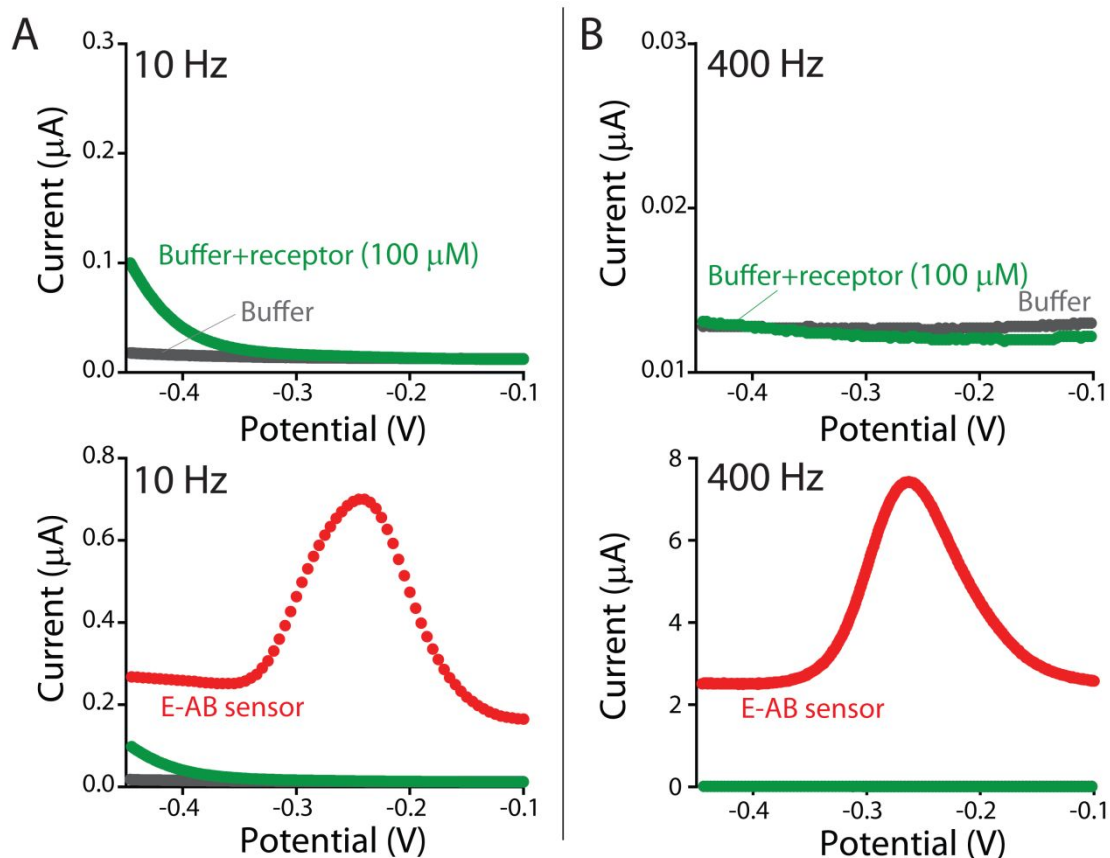 A
10 Hz
0.3
0.2
0.1
0.0
Current (μA)
Buffer+receptor (100 μM)
Buffer
-0.4
-0.3
-0.2
-0.1
Potential (V)
10 Hz
0.8
0.6
0.4
0.2
0.0
Current (μA)
E-AB sensor
-0.4
-0.3
-0.2
-0.1
Potential (V)
B
400 Hz
0.03
0.02
0.01
Current (μA)
Buffer+receptor (100 μM)
Buffer
-0.4
-0.3
-0.2
-0.1
Potential (V)
400 Hz
8
6
4
2
0
Current (μA)
E-AB sensor
-0.4
-0.3
-0.2
-0.1
Potential (V)